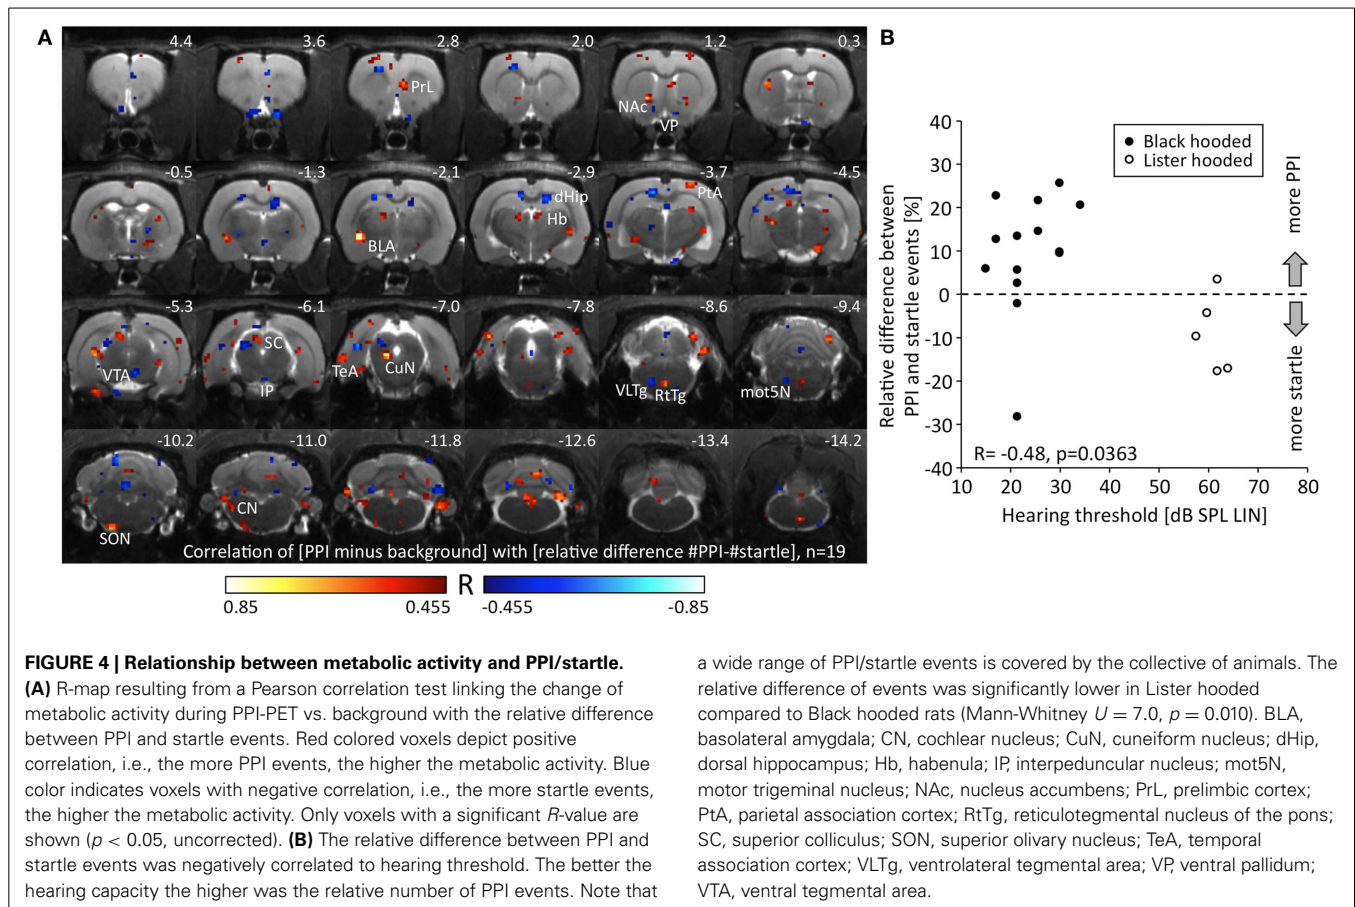 A
4.4 3.6 2.8 2.0 1.2 0.3
PrL
NAc
VP
-0.5 -1.3 -2.1 -2.9 -3.7 -4.5
dHip
PtA
Hb
BLA
-5.3 -6.1 -7.0 -7.8 -8.6 -9.4
SC
VTA
TeA
CuN
IP
VLTg RtTg
mot5N
-10.2 -11.0 -11.8 -12.6 -13.4 -14.2
CN
SON
Correlation of [PPI minus background] with [relative difference #PPI-#startle], n=19
0.85 0.455 R -0.455 -0.85
B
Relative difference between
PPI and startle events [%]
40
30
20
10
0
-10
-20
-30
-40
Black hooded
Lister hooded
more PPI
more startle
R= -0.48, p=0.0363
10 20 30 40 50 60 70 80
Hearing threshold [dB SPL LIN]
FIGURE 4 | Relationship between metabolic activity and PPI/startle.
(A) R-map resulting from a Pearson correlation test linking the change of
metabolic activity during PPI-PET vs. background with the relative difference
between PPI and startle events. Red colored voxels depict positive
correlation, i.e., the more PPI events, the higher the metabolic activity. Blue
color indicates voxels with negative correlation, i.e., the more startle events,
the higher the metabolic activity. Only voxels with a significant R-value are
shown (p < 0.05, uncorrected). (B) The relative difference between PPI and
startle events was negatively correlated to hearing threshold. The better the
hearing capacity the higher was the relative number of PPI events. Note that
a wide range of PPI/startle events is covered by the collective of animals. The
relative difference of events was significantly lower in Lister hooded
compared to Black hooded rats (Mann-Whitney U = 7.0, p = 0.010). BLA,
basolateral amygdala; CN, cochlear nucleus; CuN, cuneiform nucleus; dHip,
dorsal hippocampus; Hb, habenula; IP, interpeduncular nucleus; mot5N,
motor trigeminal nucleus; NAc, nucleus accumbens; PrL, prelimbic cortex;
PtA, parietal association cortex; RtTg, reticulotegmental nucleus of the pons;
SC, superior colliculus; SON, superior olivary nucleus; TeA, temporal
association cortex; VLTg, ventrolateral tegmental area; VP, ventral pallidum;
VTA, ventral tegmental area.